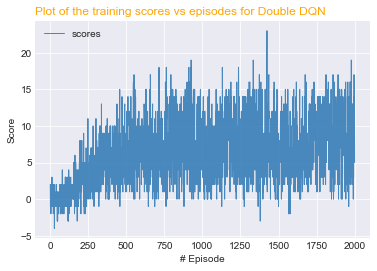 Plot of the training scores vs episodes for Double DQN
scores
Score
20
15
10
5
0
−5
0 250 500 750 1000 1250 1500 1750 2000
# Episode